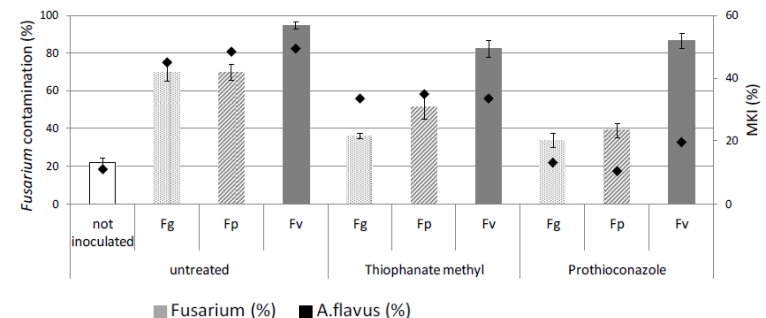 Fusarium contamination (%)
100
80
60
40
20
0
MKI (%)
60
40
20
0
not inoculated Fg Fp Fv Fg Fp Fv Fg Fp Fv
untreated Thiophanate methyl Prothioconazole
Fusarium (%) A.flavus (%)